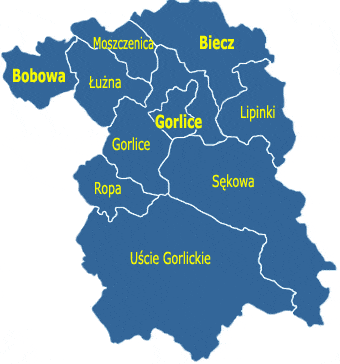 Moszczenica
Biecz
Bobowa
Łużna
Lipinki
Gorlice
Gorlice
Sękowa
Ropa
Uście Gorlickie